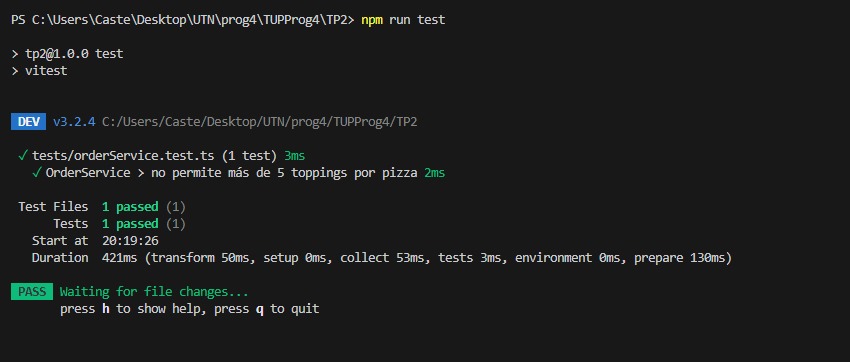 PS C:\Users\Caste\Desktop\UTN\prog4\TUPProg4\TP2> npm run test
> tp2@1.0.0 test
> vitest
DEV v3.2.4 C:/Users/Caste/Desktop/UTN/prog4/TUPProg4/TP2
✓ tests/orderService.test.ts (1 test) 3ms
✓ OrderService > no permite más de 5 toppings por pizza 2ms
Test Files 1 passed (1)
Tests 1 passed (1)
Start at 20:19:26
Duration 421ms (transform 50ms, setup 0ms, collect 53ms, tests 3ms, environment 0ms, prepare 130ms)
PASS Waiting for file changes...
press h to show help, press q to quit